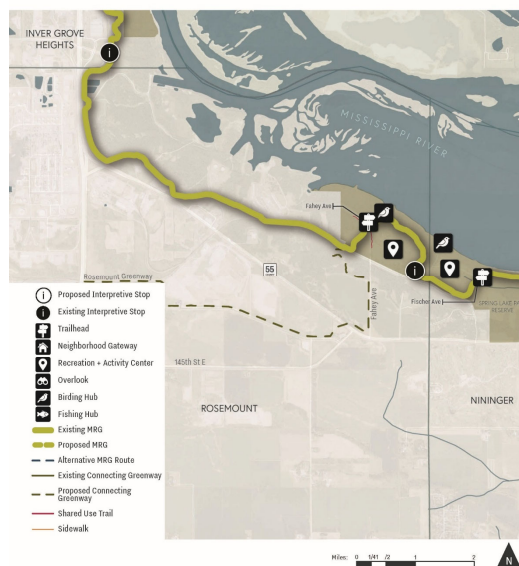 INVER GROVE
HEIGHTS
i
MISSISSIPPI RIVER
Fahey Ave
55
Rosemount Greenway
i
Fischer Ave
SPRING LAKE
RESERVE
Fahey Ave
145th St E
ROSEMOUNT
NININGER
i Proposed Interpretive Stop
i Existing Interpretive Stop
Trailhead
Neighborhood Gateway
Recreation + Activity Center
Overlook
Birding Hub
Fishing Hub
Existing MRG
Proposed MRG
Alternative MRG Route
Existing Connecting Greenway
Proposed Connecting
Greenway
Shared Use Trail
Sidewalk
Miles: 0 1/41 /2 1 2
N